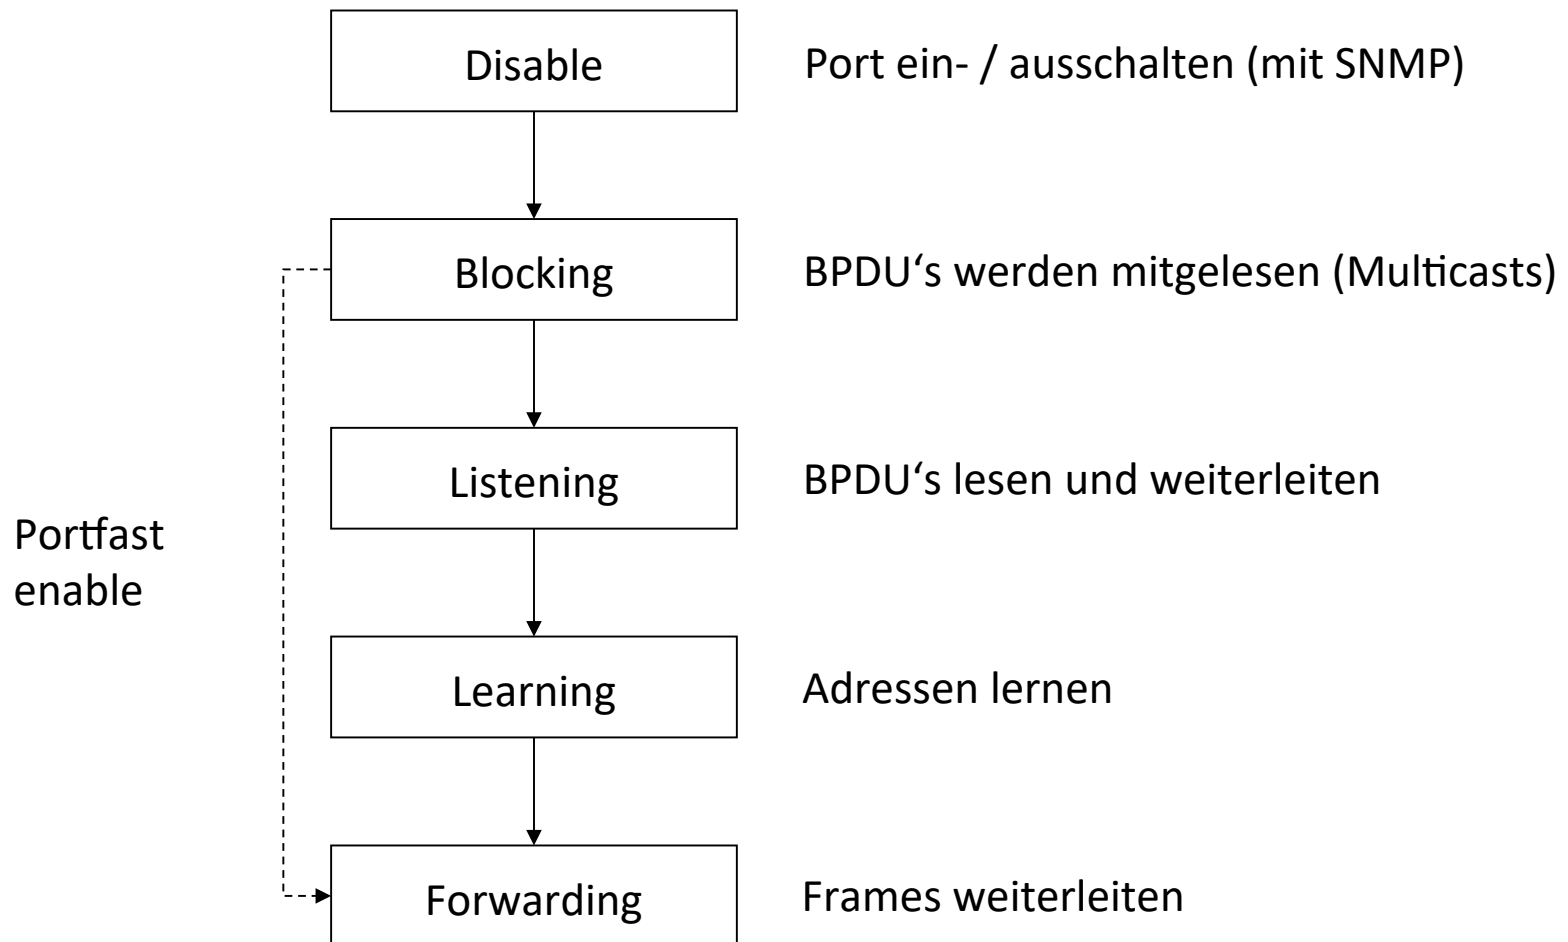 Disable
Port ein- / ausschalten (mit SNMP)
Blocking
BPDU‘s werden mitgelesen (Multicasts)
Listening
BPDU‘s lesen und weiterleiten
Portfast
enable
Learning
Adressen lernen
Forwarding
Frames weiterleiten